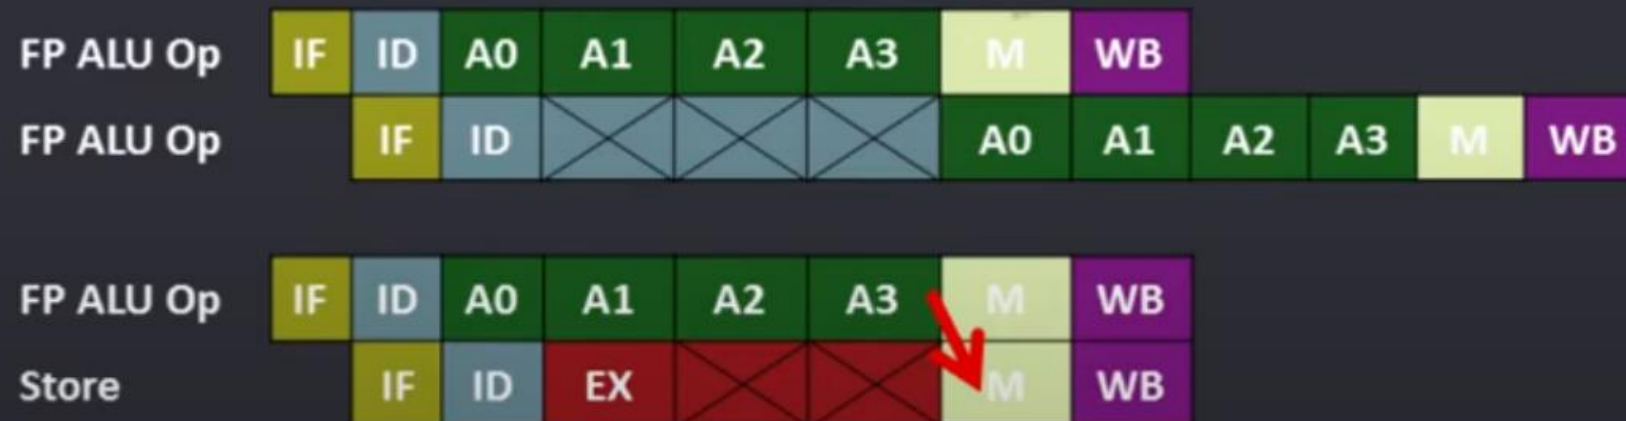 FP ALU Op IF ID A0 A1 A2 A3 M WB
FP ALU Op IF ID A0 A1 A2 A3 M WB
FP ALU Op IF ID A0 A1 A2 A3 M WB
Store IF ID EX M WB